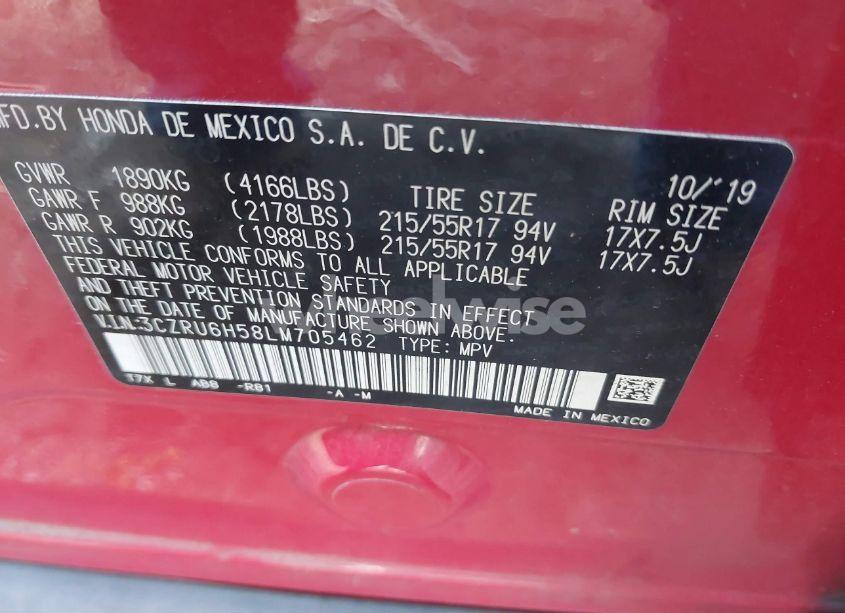 MFD.BY HONDA DE MEXICO S.A. DE C.V.
10/'19
GVWR 1890KG (4166LBS) TIRE SIZE RIM SIZE
GAWR F 988KG (2178LBS) 215/55R17 94V 17X7.5J
GAWR R 902KG (1988LBS) 215/55R17 94V 17X7.5J
THIS VEHICLE CONFORMS TO ALL APPLICABLE
FEDERAL MOTOR VEHICLE SAFETY
AND THEFT PREVENTION STANDARDS IN EFFECT
ON THE DATE OF MANUFACTURE SHOWN ABOVE.
V.I.N:3CZRU6H58LM705462 TYPE: MPV
T7X L AB8 -R81 -A -M
MADE IN MEXICO